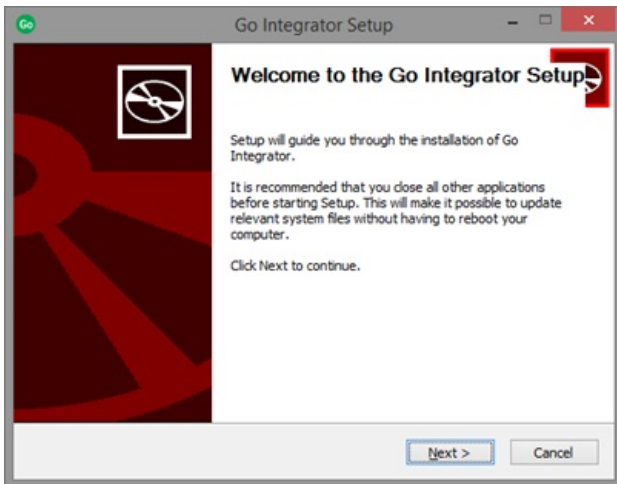 Go
Go Integrator Setup
Welcome to the Go Integrator Setup
Setup will guide you through the installation of Go
Integrator.
It is recommended that you close all other applications
before starting Setup. This will make it possible to update
relevant system files without having to reboot your
computer.
Click Next to continue.
Next >
Cancel